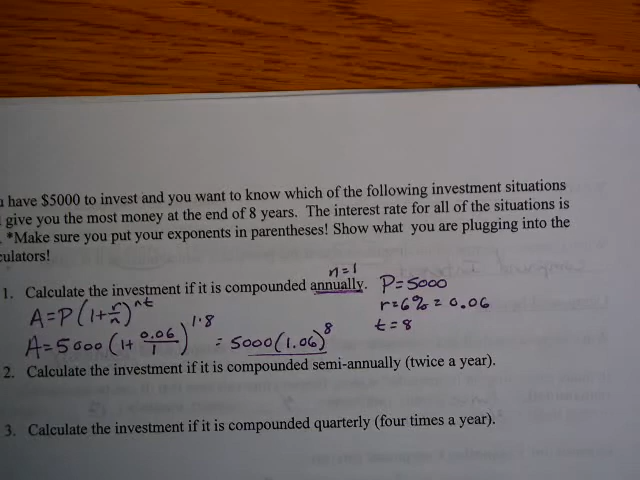 u have $5000 to invest and you want to know which of the following investment situations
l give you the most money at the end of 8 years. The interest rate for all of the situations is
. *Make sure you put your exponents in parentheses! Show what you are plugging into the
culators!
n=1
1. Calculate the investment if it is compounded annually. P=5000
A=P(1+r/n)^nt r=6%=0.06
A=5000(1+0.06/1)^1·8 = 5000(1.06)^8 t=8
2. Calculate the investment if it is compounded semi-annually (twice a year).
3. Calculate the investment if it is compounded quarterly (four times a year).